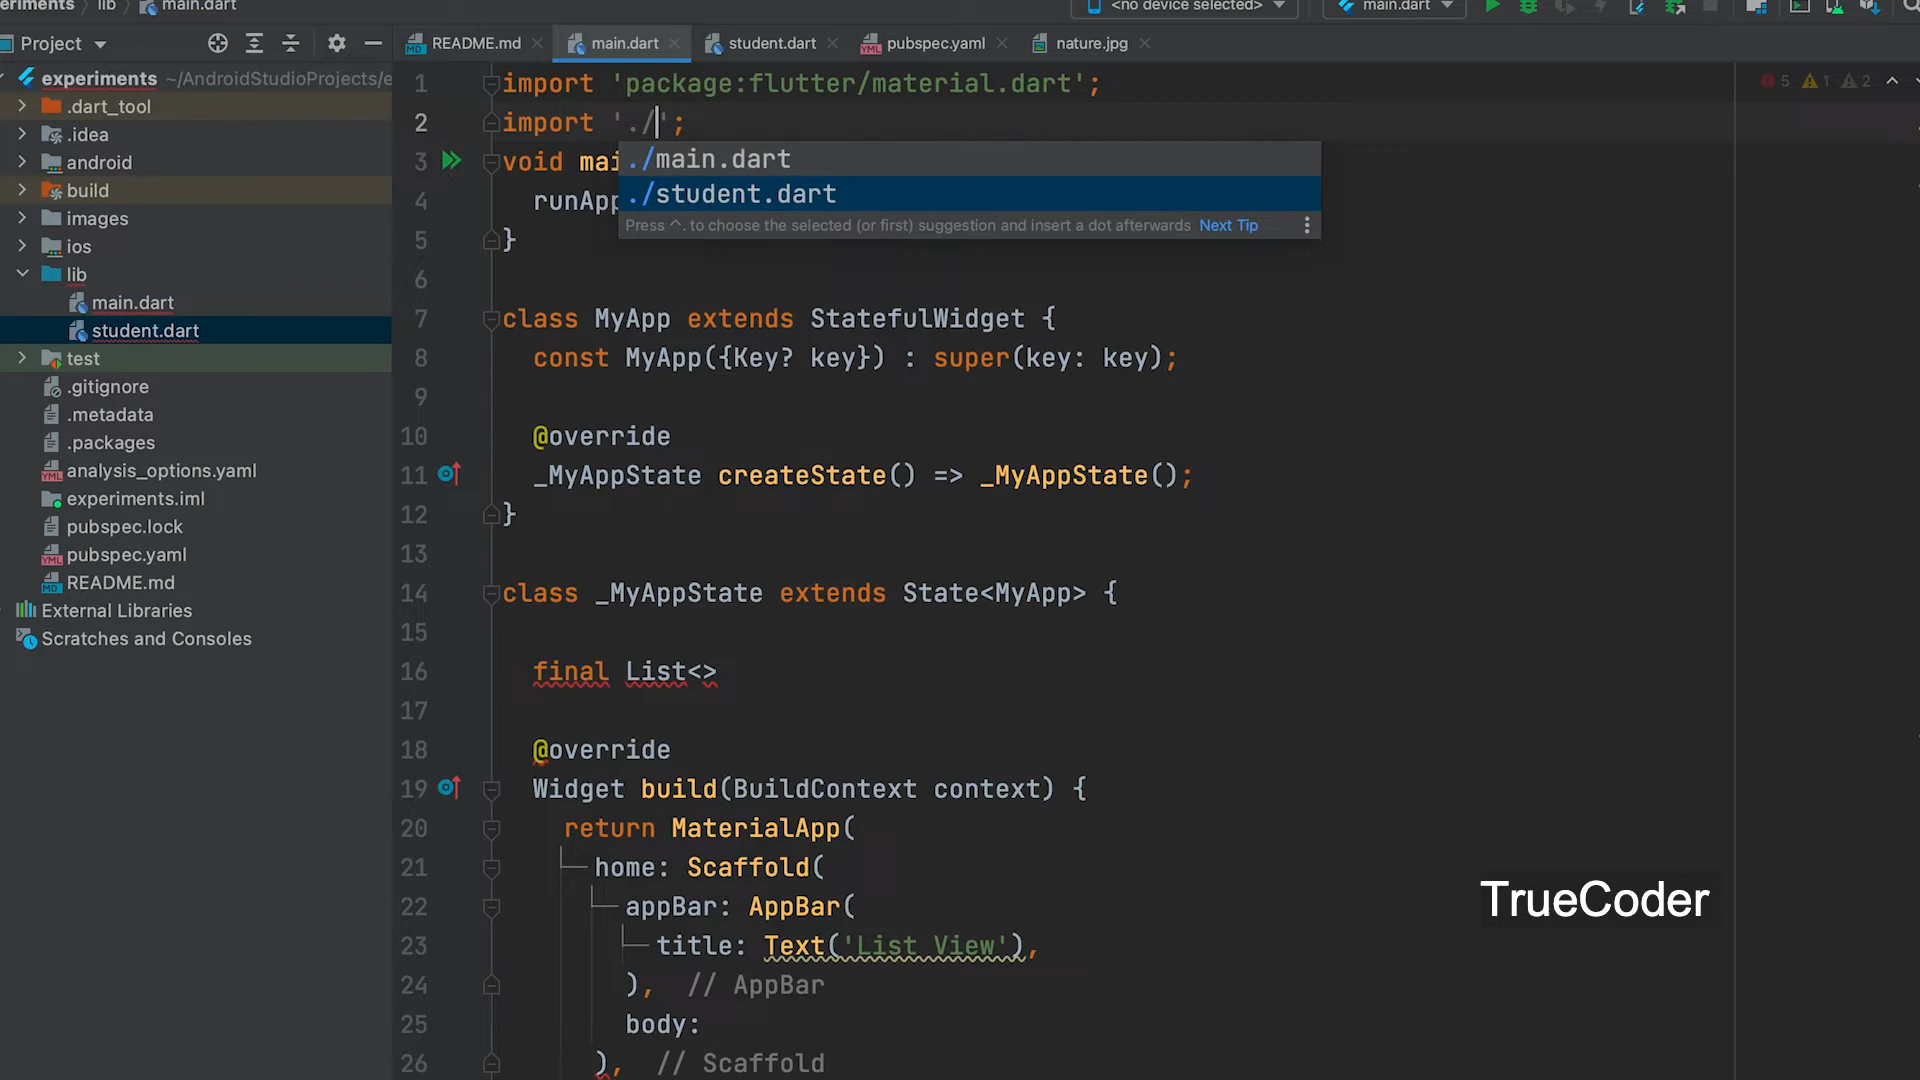 eriments lib main.dart <no device selected> main.dart
Project README.md main.dart student.dart pubspec.yaml nature.jpg
experiments ~/AndroidStudioProjects/e
.dart_tool
.idea
android
build
images
ios
lib
main.dart
student.dart
test
.gitignore
.metadata
.packages
analysis_options.yaml
experiments.iml
pubspec.lock
pubspec.yaml
README.md
External Libraries
Scratches and Consoles
1 import 'package:flutter/material.dart';
5 1 2
2 import './';
3 void mai
./main.dart
./student.dart
Press ^. to choose the selected (or first) suggestion and insert a dot afterwards Next Tip
4 runApp
5 }
6
7 class MyApp extends StatefulWidget {
8 const MyApp({Key? key}) : super(key: key);
9
10 @override
11 _MyAppState createState() => _MyAppState();
12 }
13
14 class _MyAppState extends State<MyApp> {
15
16 final List<>
17
18 @override
19 Widget build(BuildContext context) {
20 return MaterialApp(
21 home: Scaffold(
22 appBar: AppBar(
23 title: Text('List View'),
24 ), // AppBar
25 body:
26 ), // Scaffold
TrueCoder